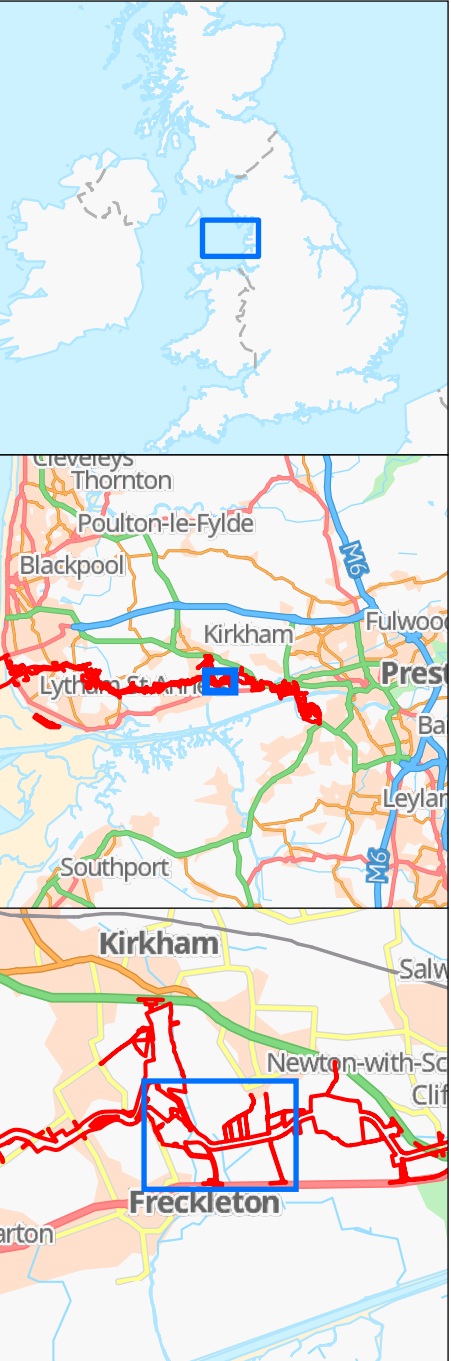 Cleveleys
Thornton
Poulton-le-Fylde
Blackpool
M6
Kirkham
Fulwood
Lytham St Anne
Prest
Ba
Leylan
Southport
M6
Kirkham
Salw
Newton-with-Sc
Clif
Freckleton
arton